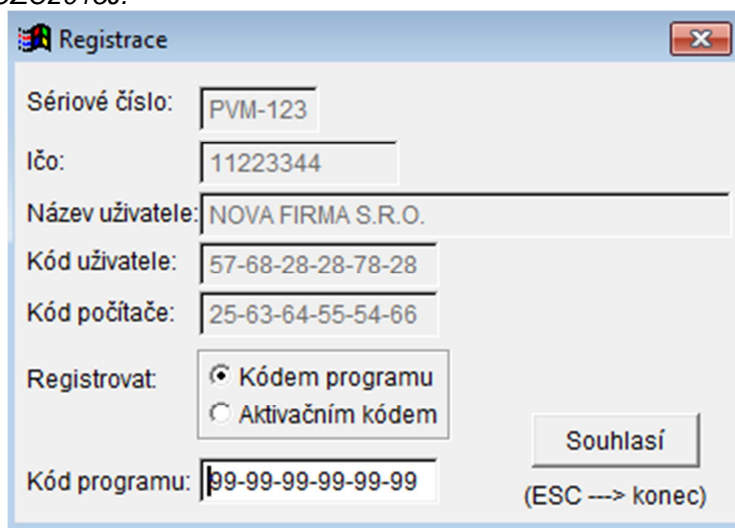 Registrace
Sériové číslo: PVM-123
Ičo: 11223344
Název uživatele: NOVA FIRMA S.R.O.
Kód uživatele: 57-68-28-28-78-28
Kód počítače: 25-63-64-55-54-66
Registrovat: Kódem programu
Aktivačním kódem
Souhlasí
Kód programu: 99-99-99-99-99-99
(ESC ---> konec)